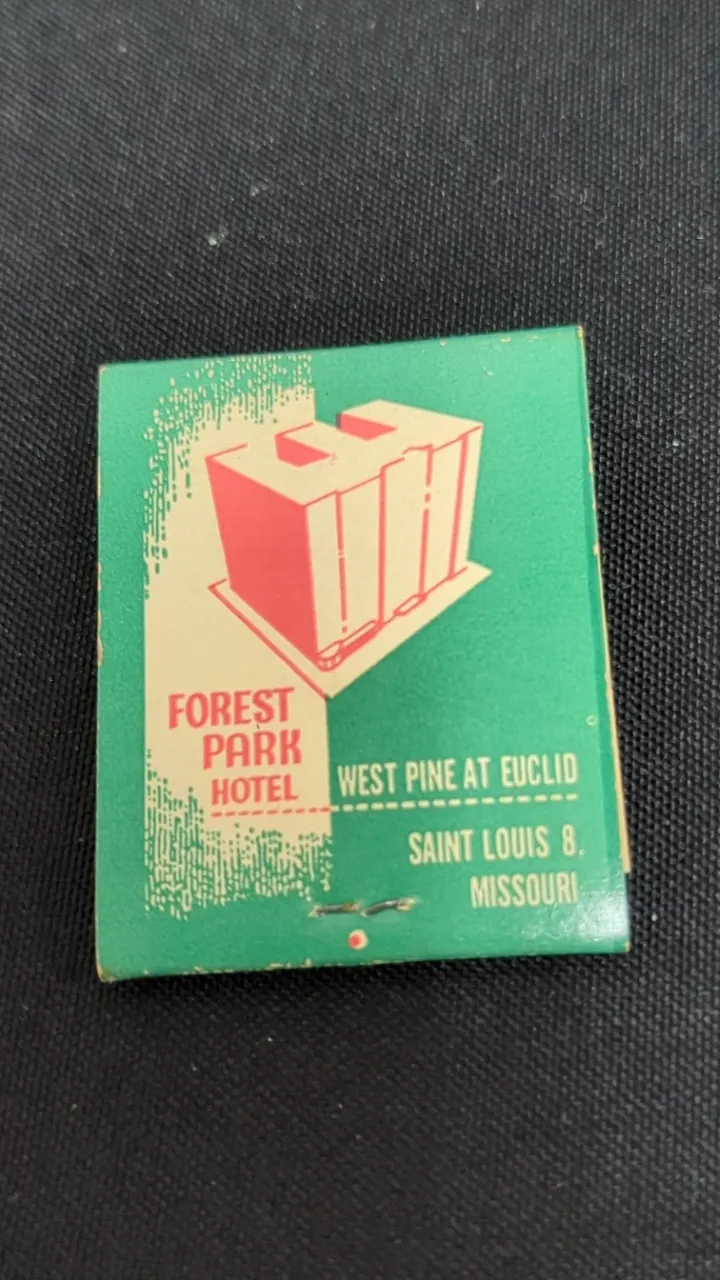 FOREST
PARK
HOTEL
WEST PINE AT EUCLID
SAINT LOUIS 8,
MISSOURI